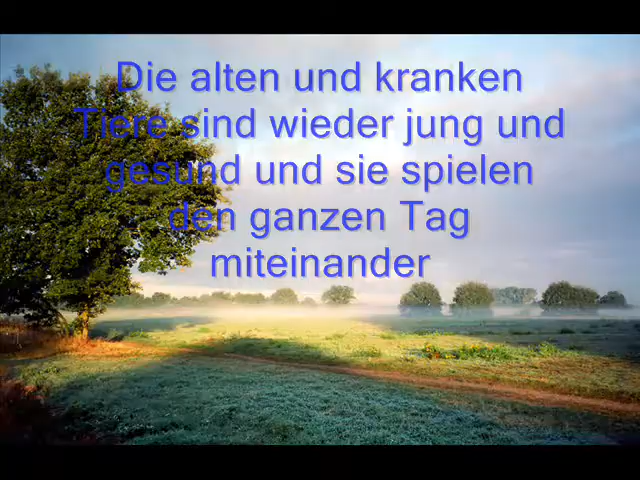 Die alten und kranken
Tiere sind wieder jung und
gesund und sie spielen
den ganzen Tag
miteinander